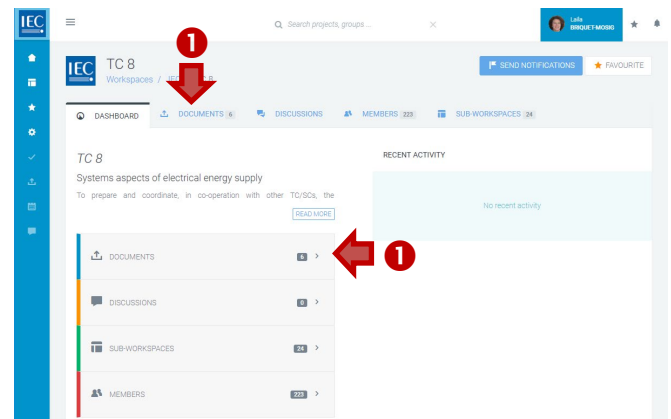 IEC
Search projects, groups ...
Laila
BRIQUET-MOSIG
1
IEC
TC 8
Workspaces / IEC
SEND NOTIFICATIONS
FAVOURITE
DASHBOARD
DOCUMENTS 6
DISCUSSIONS
MEMBERS 223
SUB-WORKSPACES 24
TC 8
RECENT ACTIVITY
Systems aspects of electrical energy supply
To prepare and coordinate, in co-operation with other TC/SCs, the
READ MORE
No recent activity
DOCUMENTS 6
1
DISCUSSIONS 0
SUB-WORKSPACES 24
MEMBERS 223